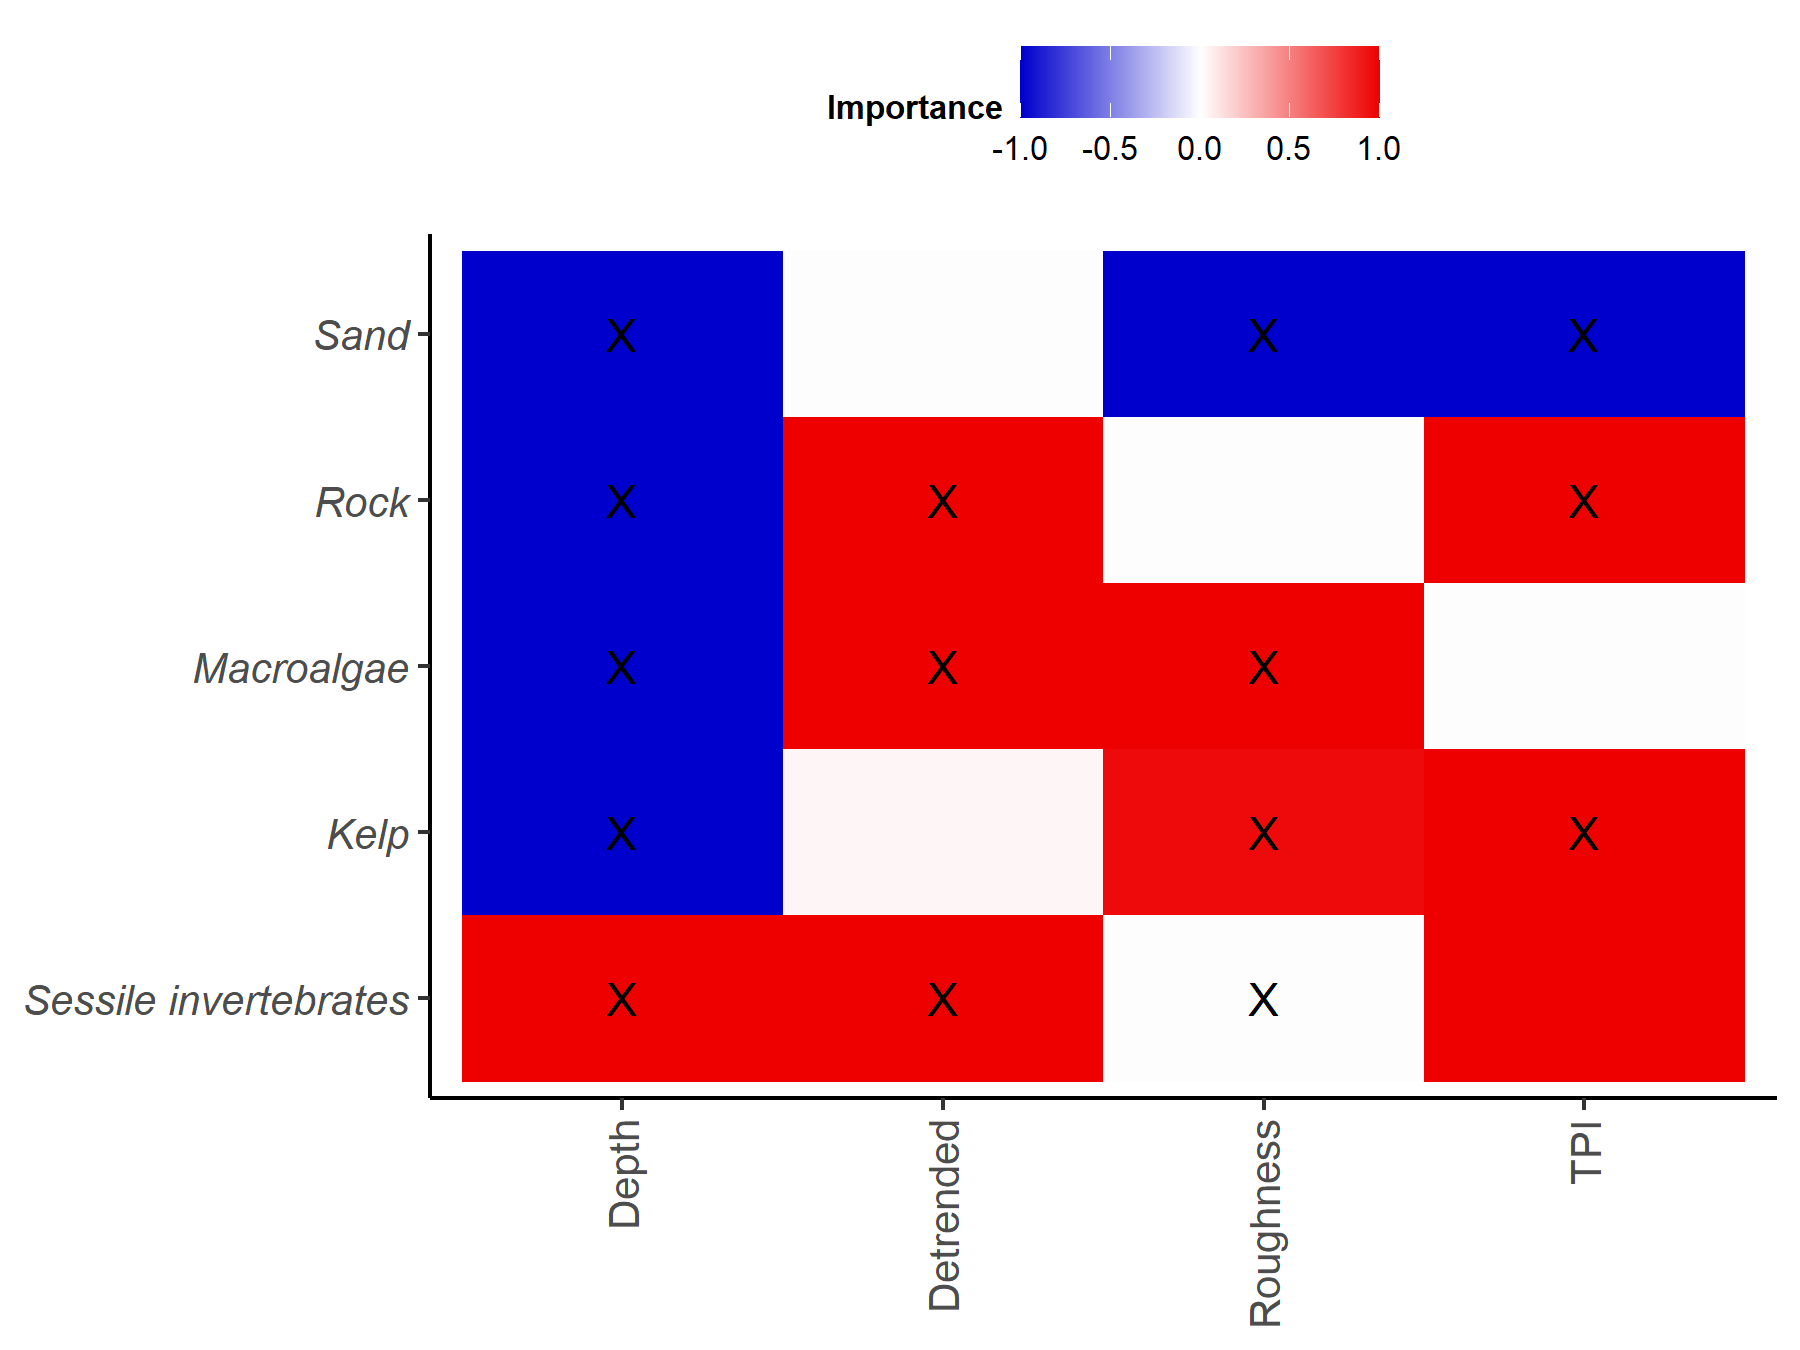 Importance
-1.0 -0.5 0.0 0.5 1.0
Sand X X X
Rock X X X
Macroalgae X X X
Kelp X X X
Sessile invertebrates X X X
Depth
Detrended
Roughness
TPI